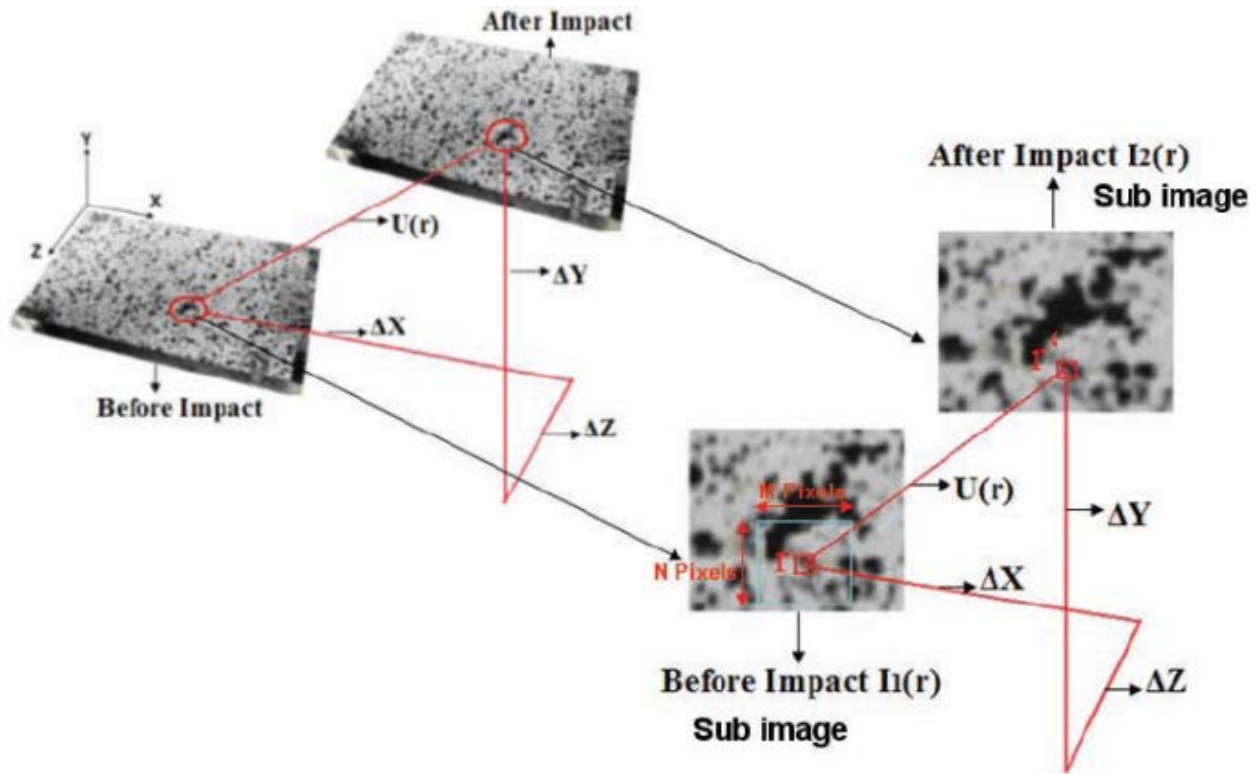 After Impact
Y
X
Z
U(r)
ΔY
ΔX
Before Impact
ΔZ
After Impact I2(r)
Sub image
r'
N Pixels
U(r)
ΔY
r
N Pixels
ΔX
Before Impact I1(r)
ΔZ
Sub image